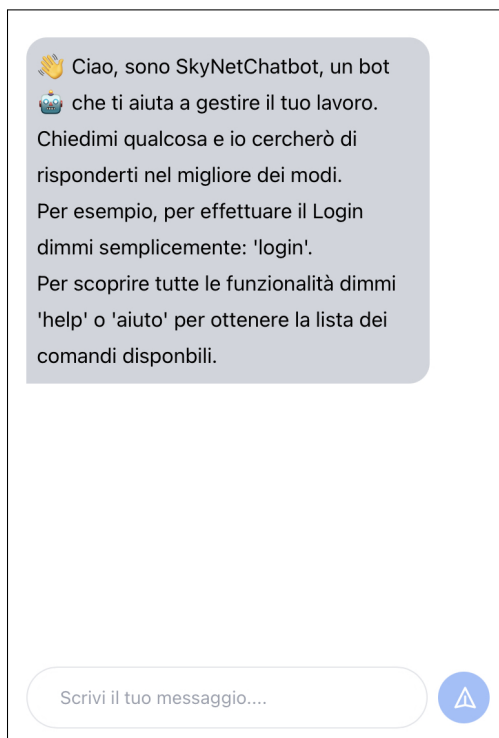 👋 Ciao, sono SkyNetChatbot, un bot
🤖 che ti aiuta a gestire il tuo lavoro.
Chiedimi qualcosa e io cercherò di
risponderti nel migliore dei modi.
Per esempio, per effettuare il Login
dimmi semplicemente: 'login'.
Per scoprire tutte le funzionalità dimmi
'help' o 'aiuto' per ottenere la lista dei
comandi disponbili.
Scrivi il tuo messaggio....